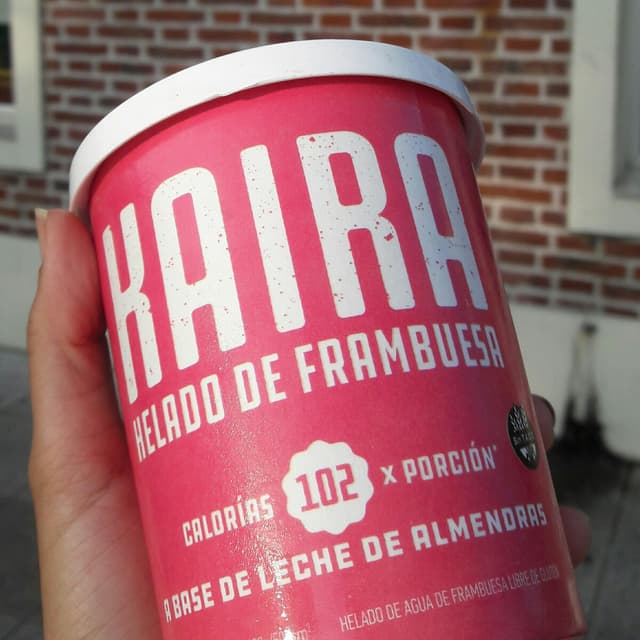 KAIRA
HELADO DE FRAMBUESA
CALORÍAS 102 X PORCIÓN*
A BASE DE LECHE DE ALMENDRAS
HELADO DE AGUA DE FRAMBUESA LIBRE DE GLUTEN